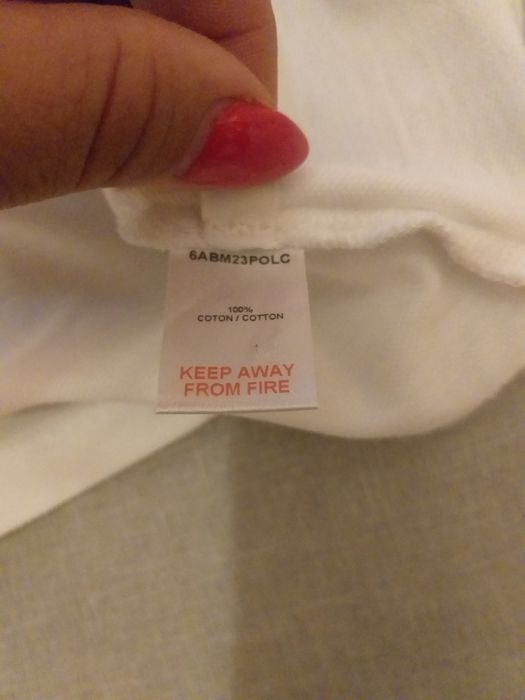 6ABM23POLC
100%
COTON / COTTON
KEEP AWAY
FROM FIRE